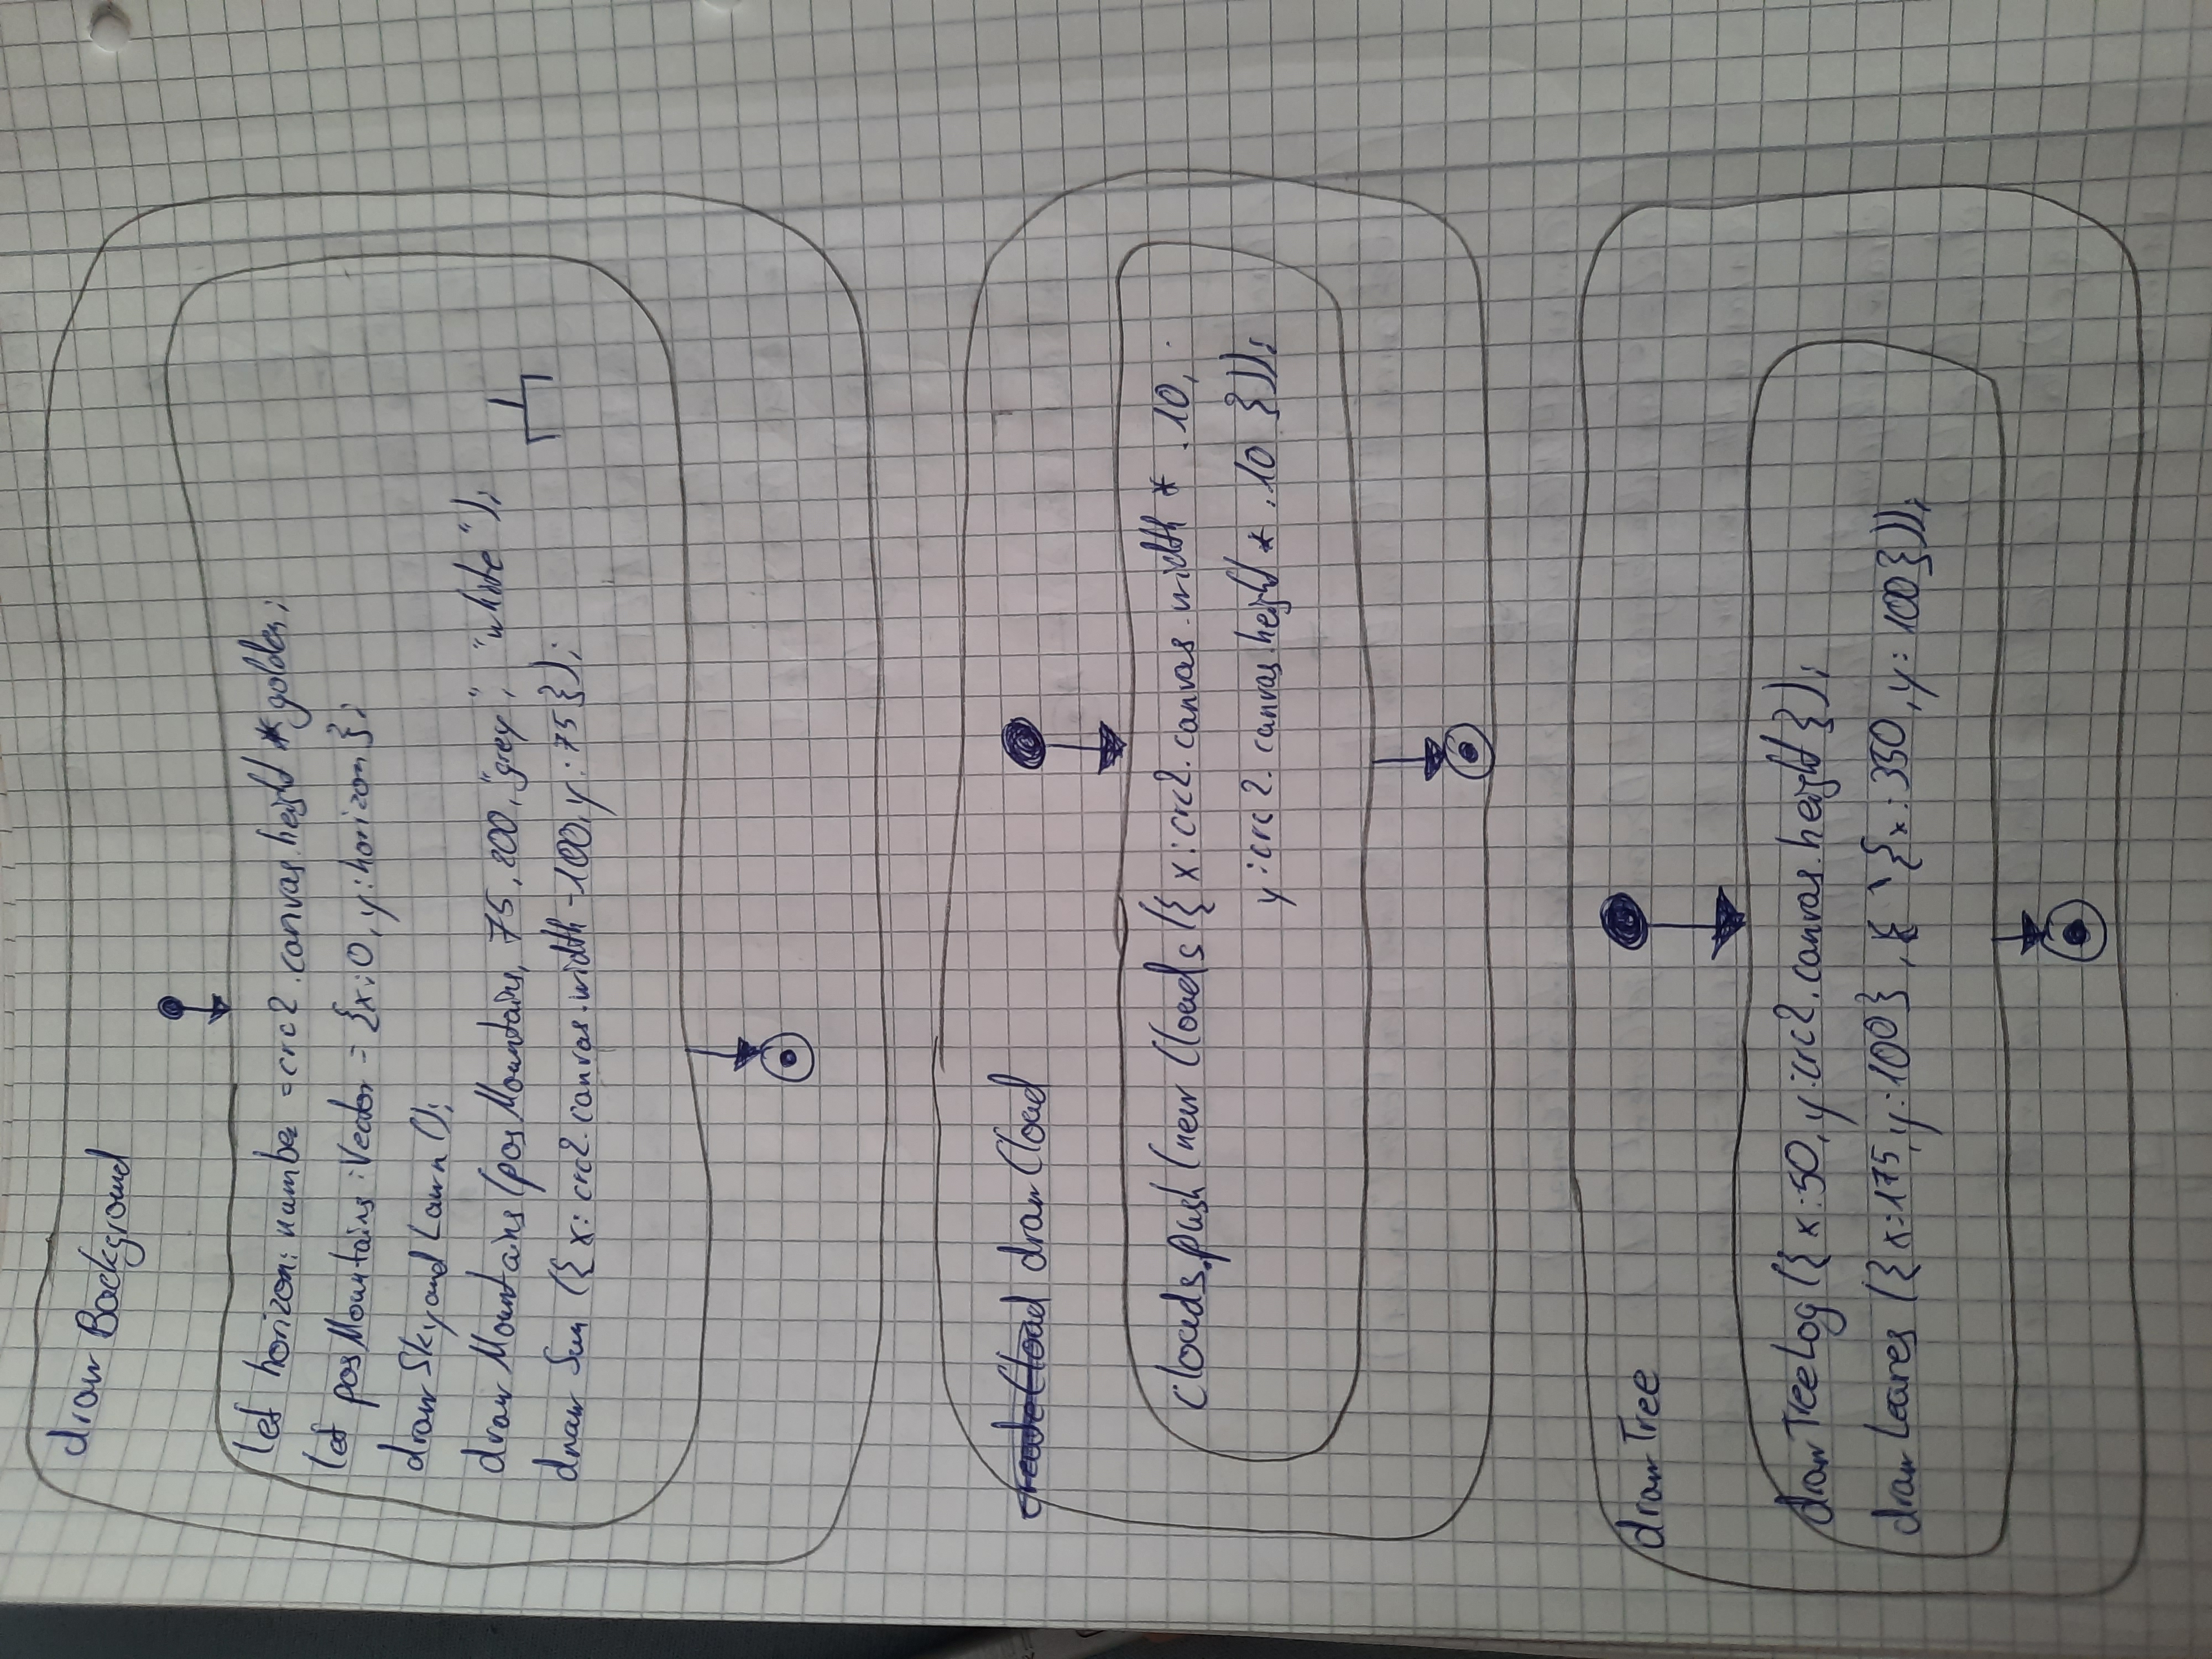 drawBackground
let horizon: number = crc2.canvas.height * golden;
let posMountains: Vector = {x:0, y:horizon};
drawSkyandLawn();
drawMountains(posMountains, 75, 200, "grey", "white");
drawSun({x: crc2.canvas.width - 100, y: 75});
createCloud drawCloud
clouds.push(new Clouds({x: crc2.canvas.width * .10,
y: crc2.canvas.height * .10 }));
drawTree
drawTreeLog({x:50, y:crc2.canvas.height});
drawLeaves ({x:175, y:100}, {x:350, y:100}));